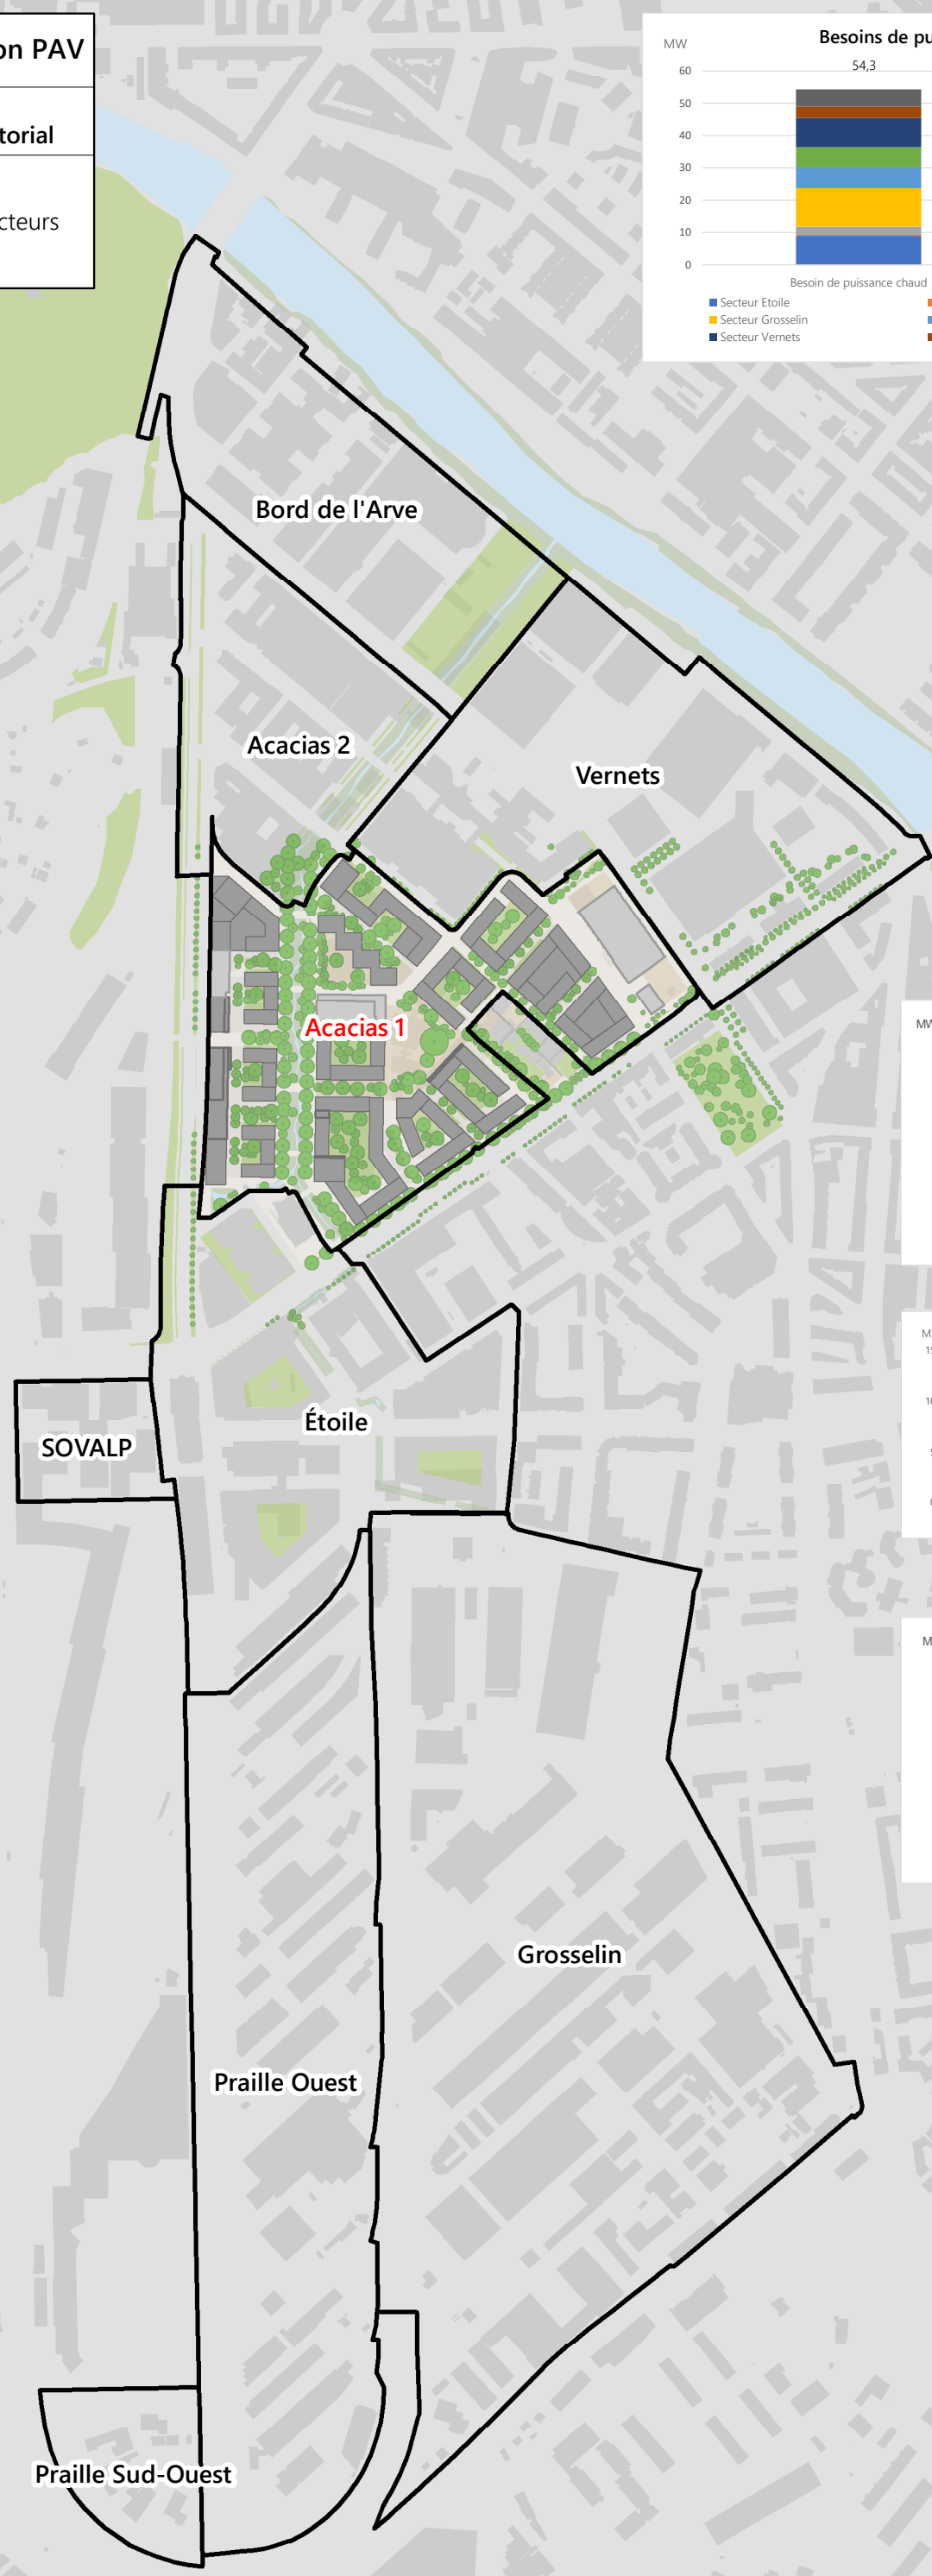 on PAV
torial
cteurs
Besoins de pu
MW
54,3
60
50
40
30
20
10
0
Besoin de puissance chaud
Secteur Etoile
Secteur Grosselin
Secteur Vernets
Bord de l'Arve
Acacias 2
Vernets
Acacias 1
MW
Étoile
SOVALP
Grosselin
Praille Ouest
Praille Sud-Ouest